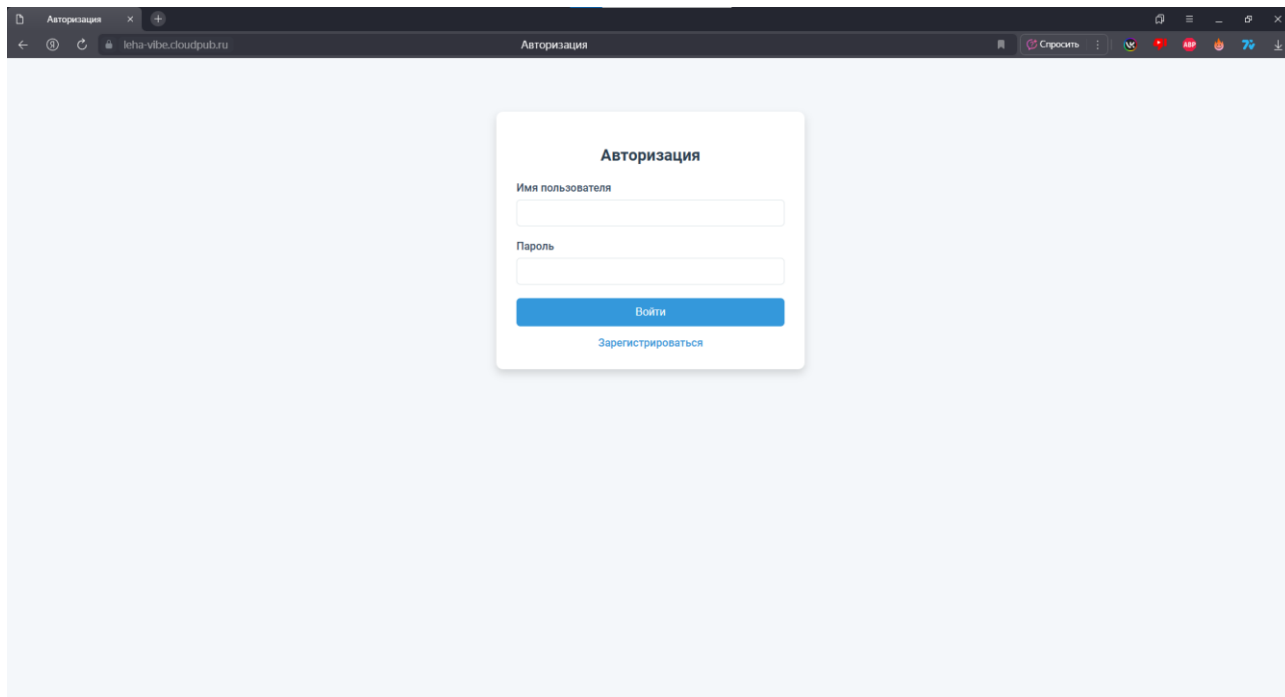 Авторизация
leha-vibe.cloudpub.ru
Авторизация
Спросить
ABP
Авторизация
Имя пользователя
Пароль
Войти
Зарегистрироваться